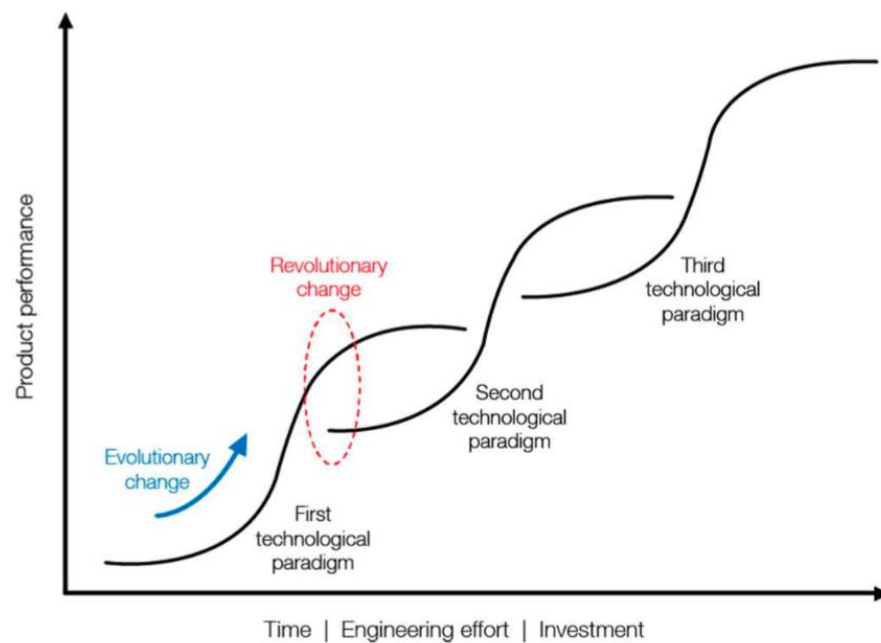 Product performance
Revolutionary
change
Evolutionary
change
First
technological
paradigm
Second
technological
paradigm
Third
technological
paradigm
Time | Engineering effort | Investment